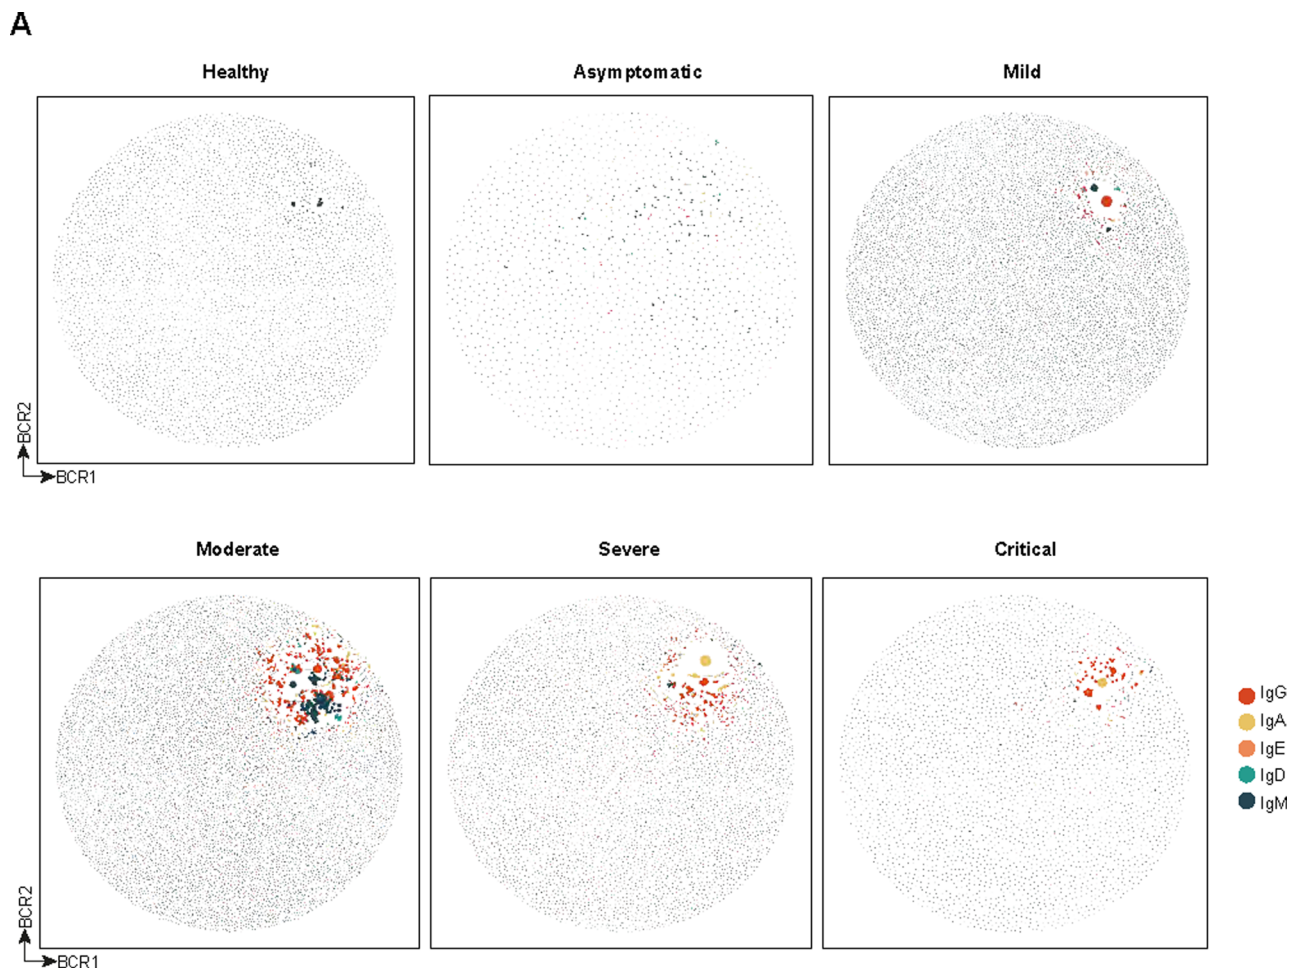 A
Healthy
Asymptomatic
Mild
BCR2
BCR1
Moderate
Severe
Critical
IgG
IgA
IgE
IgD
IgM
BCR2
BCR1